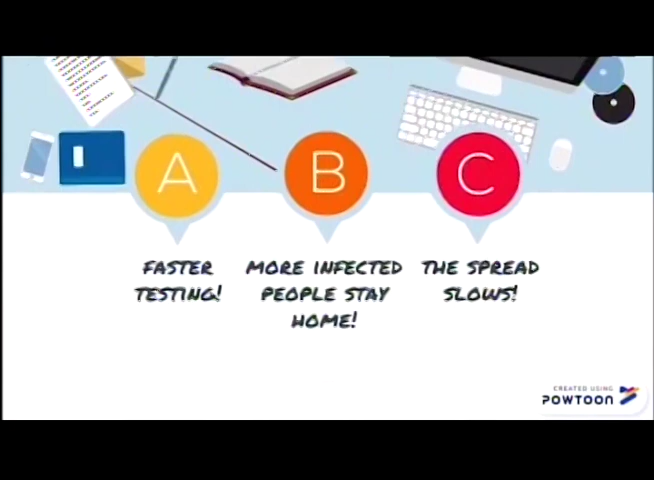 A
B
C
FASTER
TESTING!
MORE INFECTED
PEOPLE STAY
HOME!
THE SPREAD
SLOWS!
CREATED USING
POWTOON